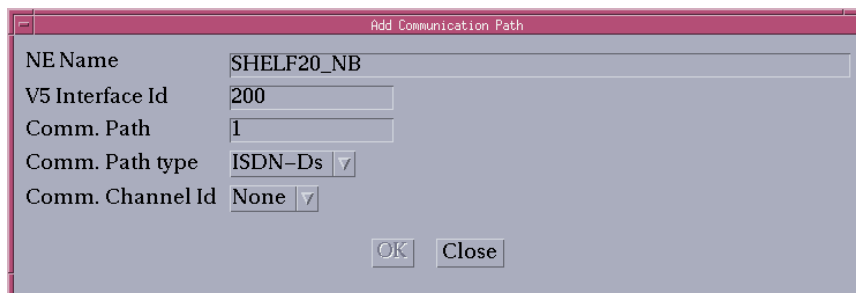 Add Communication Path
NE Name SHELF20_NB
V5 Interface Id 200
Comm. Path 1
Comm. Path type ISDN-Ds
Comm. Channel Id None
OK Close